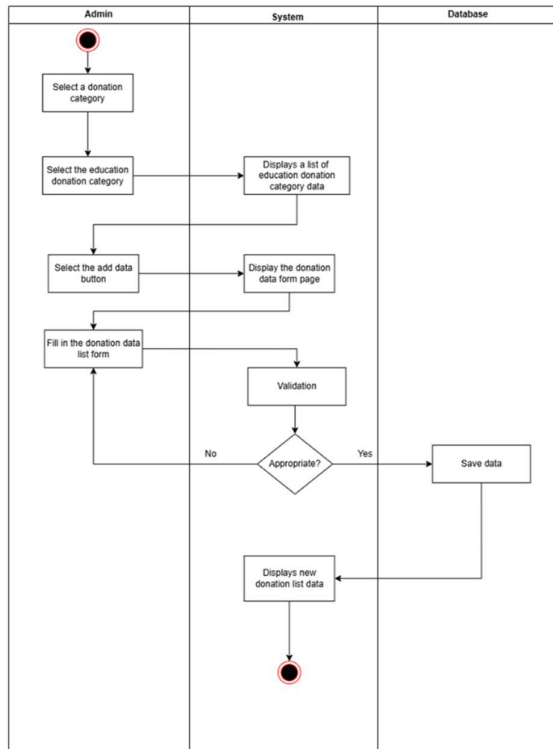 Admin
System
Database
Select a donation
category
Select the education
donation category
Displays a list of
education donation
category data
Select the add data
button
Display the donation
data form page
Fill in the donation data
list form
Validation
No
Appropriate?
Yes
Save data
Displays new
donation list data